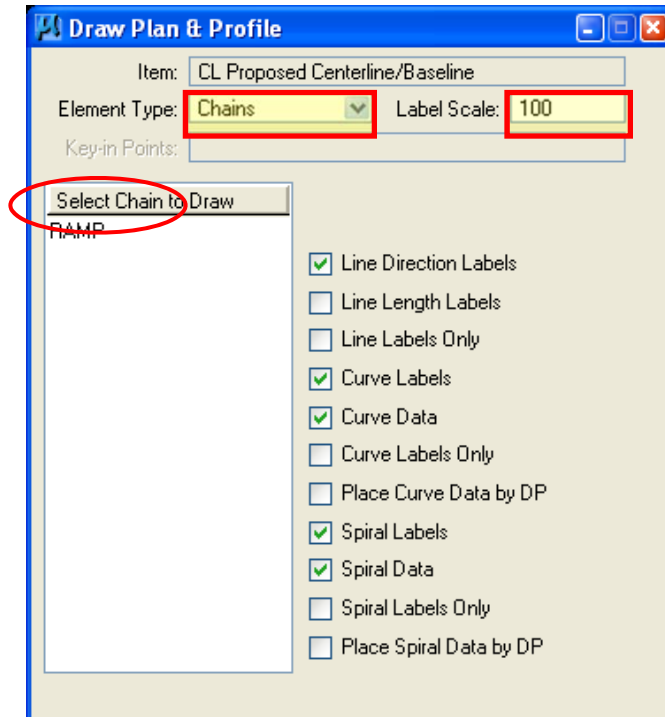 Draw Plan & Profile
Item: CL Proposed Centerline/Baseline
Element Type: Chains Label Scale: 100
Key-in Points:
Select Chain to Draw
RAMP
Line Direction Labels
Line Length Labels
Line Labels Only
Curve Labels
Curve Data
Curve Labels Only
Place Curve Data by DP
Spiral Labels
Spiral Data
Spiral Labels Only
Place Spiral Data by DP